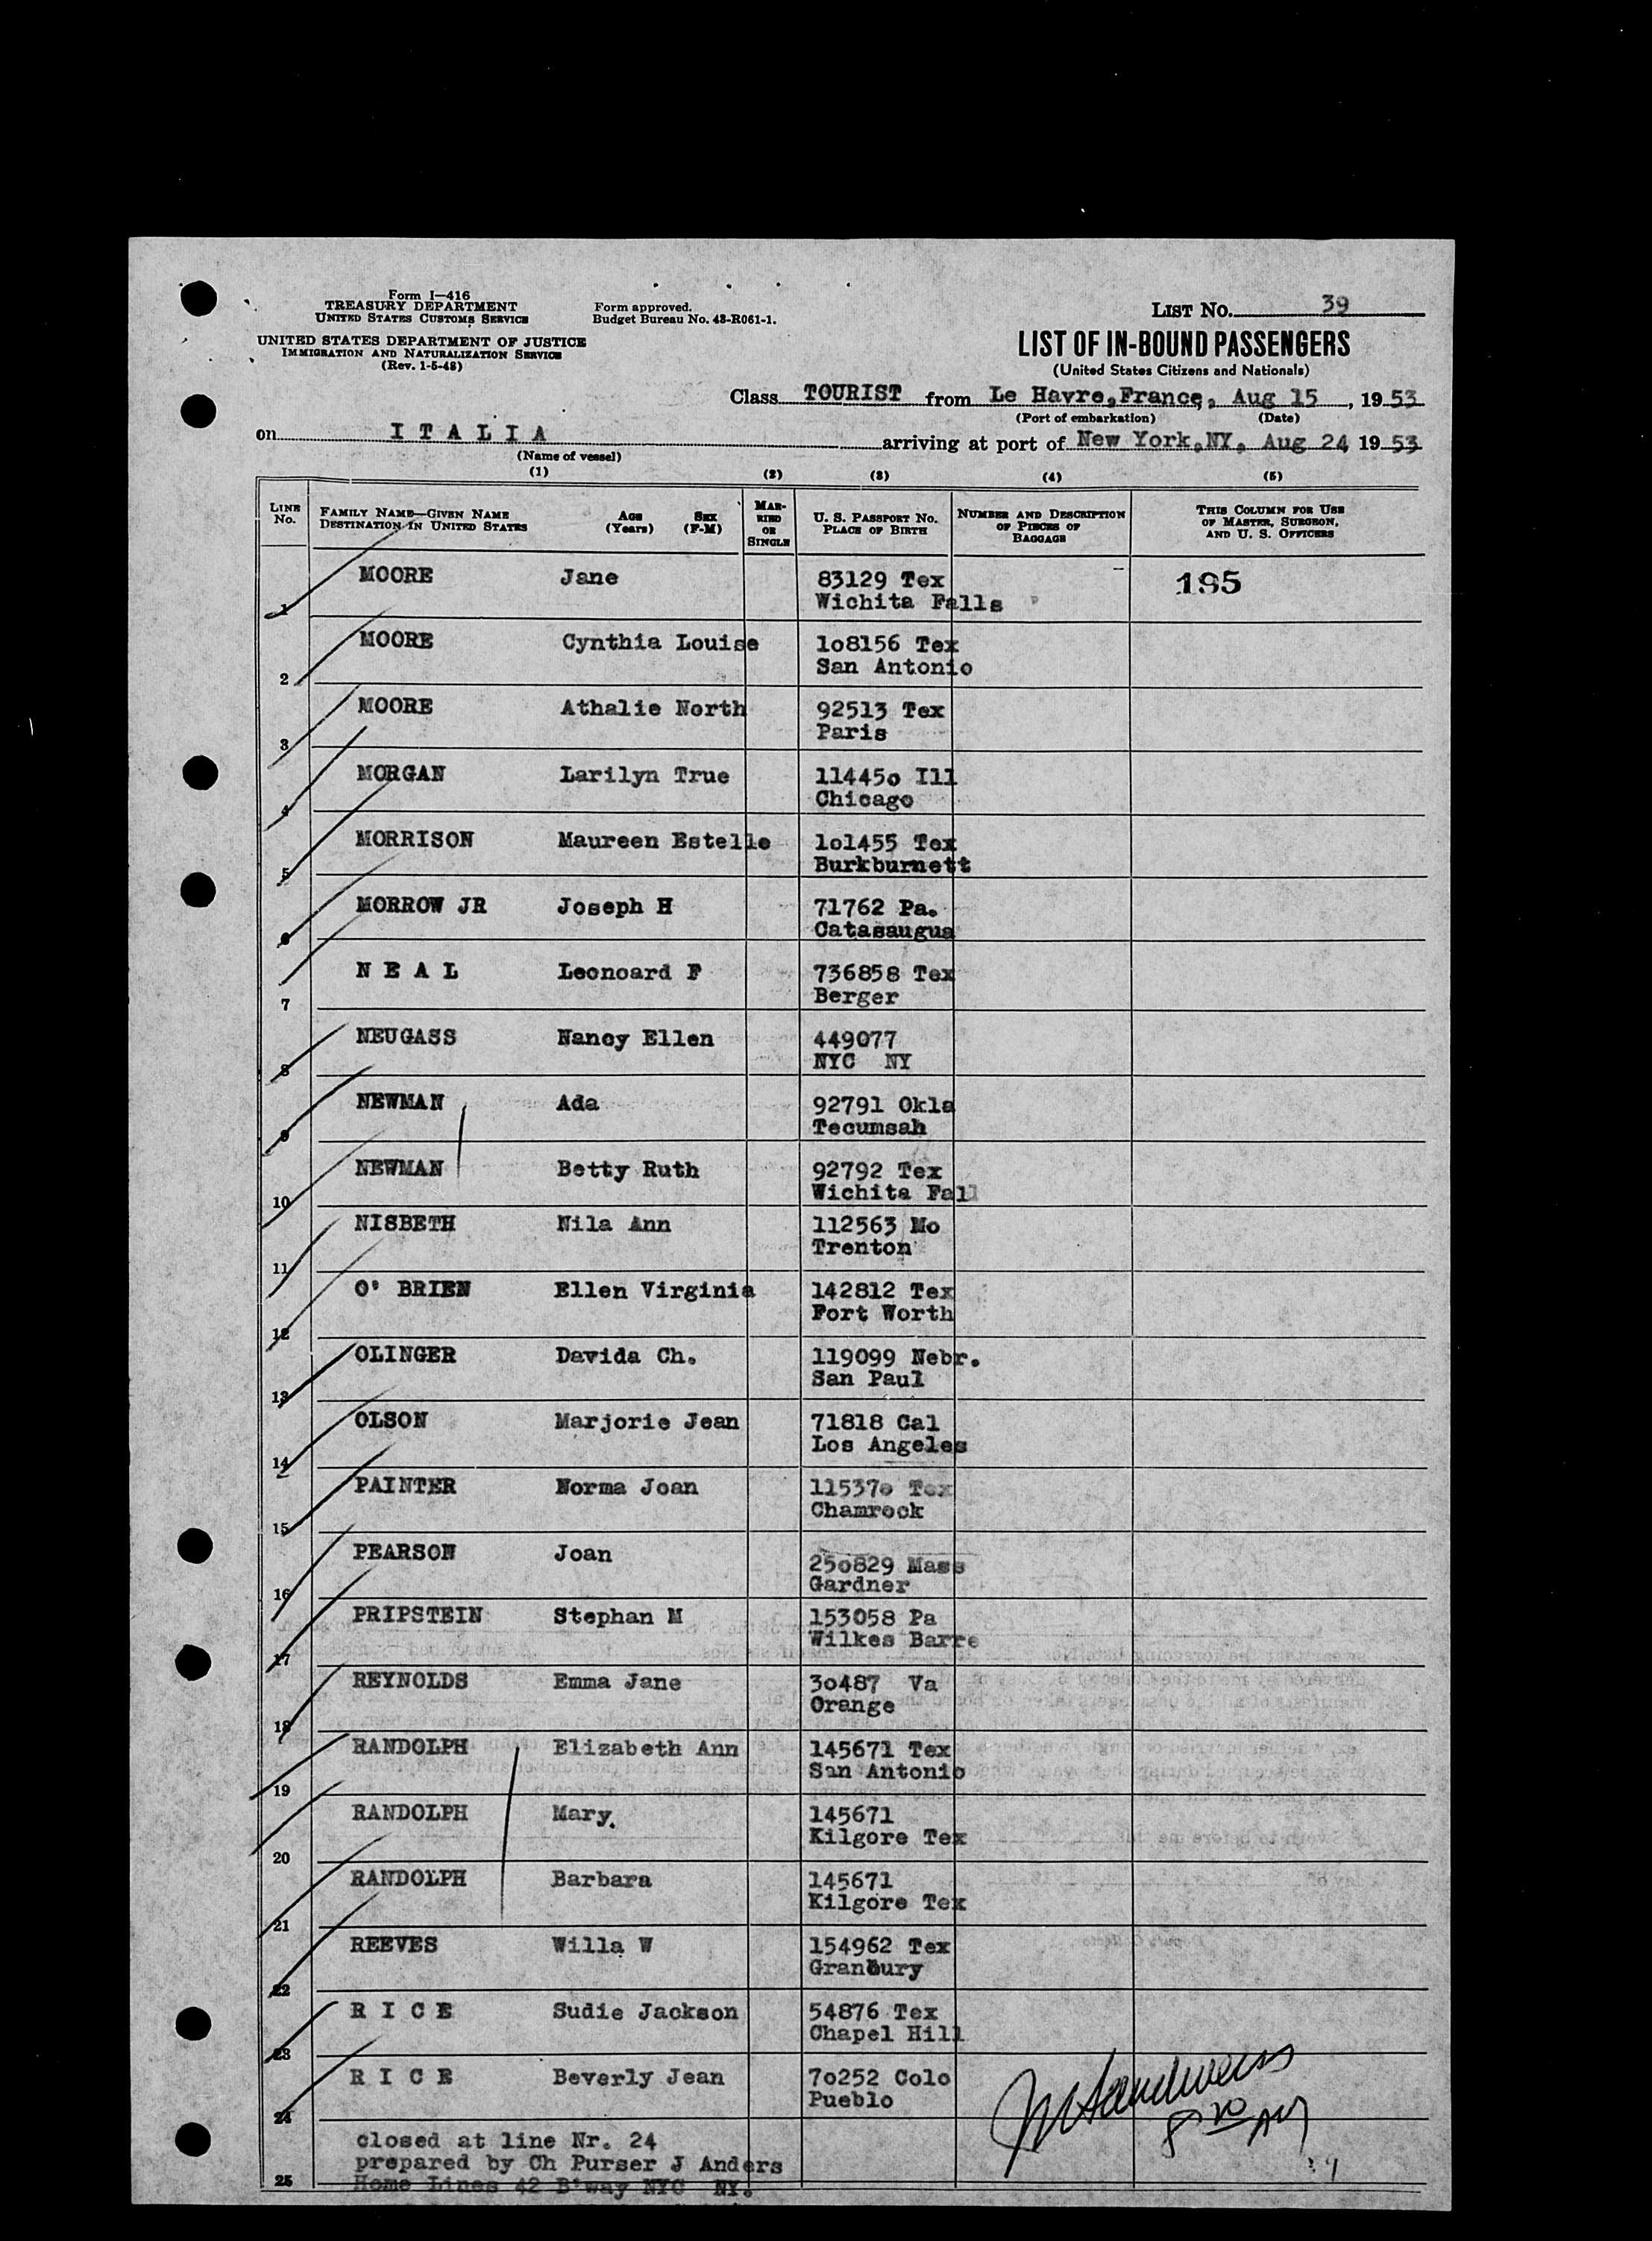 Form I—416
TREASURY DEPARTMENT
UNITED STATES CUSTOMS SERVICE
UNITED STATES DEPARTMENT OF JUSTICE
IMMIGRATION AND NATURALIZATION SERVICE
(Rev. 1-5-48)
Form approved.
Budget Bureau No. 43-R061-1.
LIST No. 39
LIST OF IN-BOUND PASSENGERS
(United States Citizens and Nationals)
Class TOURIST from Le Havre, France, Aug 15, 1953
(Port of embarkation) (Date)
on ITALIA arriving at port of New York, NY, Aug 24, 1953
(Name of vessel)
(1) (2) (3) (4) (5)
LINE No.
FAMILY NAME—GIVEN NAME
DESTINATION IN UNITED STATES
AGE (Years)
SEX (F-M)
MARRIED OR SINGLE
U. S. PASSPORT NO.
PLACE OF BIRTH
NUMBER AND DESCRIPTION OF PIECES OF BAGGAGE
THIS COLUMN FOR USE OF MASTER, SURGEON, AND U. S. OFFICERS
1 MOORE Jane 83129 Tex 195
Wichita Falls
2 MOORE Cynthia Louise 1o8156 Tex
San Antonio
3 MOORE Athalie North 92513 Tex
Paris
4 MORGAN Larilyn True 11445o Ill
Chicago
5 MORRISON Maureen Estelle 1o1455 Tex
Burkburnett
6 MORROW JR Joseph H 71762 Pa.
Catasaugua
7 N E A L Leonoard F 736858 Tex
Berger
8 NEUGASS Nancy Ellen 449077
NYC NY
9 NEWMAN Ada 92791 Okla
Tecumsah
10 NEWMAN Betty Ruth 92792 Tex
Wichita Fall
11 NISBETH Nila Ann 112563 Mo
Trenton
12 O' BRIEN Ellen Virginia 142812 Tex
Fort Worth
13 OLINGER Davida Ch. 119099 Nebr.
San Paul
14 OLSON Marjorie Jean 71818 Cal
Los Angeles
15 PAINTER Norma Joan 11537o Tex
Chamrock
16 PEARSON Joan 25o829 Mass
Gardner
17 PRIPSTEIN Stephan M 153058 Pa
Wilkes Barre
18 REYNOLDS Emma Jane 3o487 Va
Orange
19 RANDOLPH Elizabeth Ann 145671 Tex
San Antonio
20 RANDOLPH Mary. 145671
Kilgore Tex
21 RANDOLPH Barbara 145671
Kilgore Tex
22 REEVES Willa W 154962 Tex
Granbury
23 R I C E Sudie Jackson 54876 Tex
Chapel Hill
24 R I C E Beverly Jean 7o252 Colo
Pueblo
closed at line Nr. 24
prepared by Ch Purser J Anders
25 Home Lines 42 B'way NYC NY.